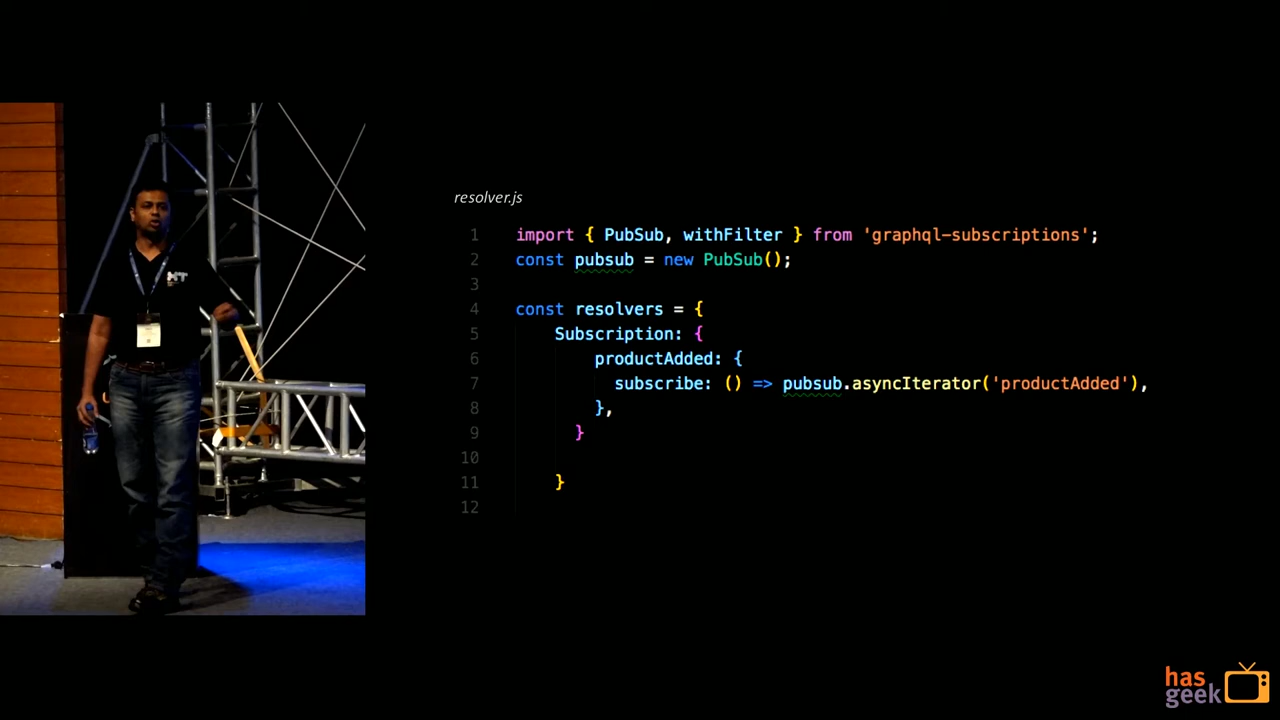 resolver.js
1 import { PubSub, withFilter } from 'graphql-subscriptions';
2 const pubsub = new PubSub();
3
4 const resolvers = {
5 Subscription: {
6 productAdded: {
7 subscribe: () => pubsub.asyncIterator('productAdded'),
8 },
9 }
10
11 }
12
has
geek